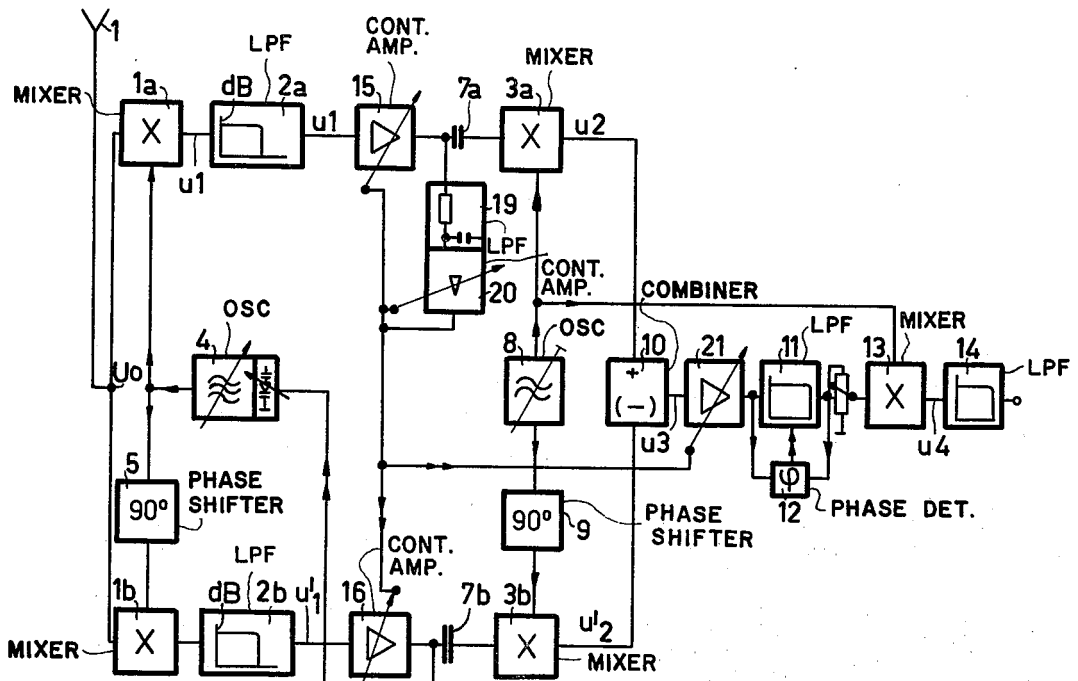 1
CONT.
AMP.
LPF
MIXER
1a
dB
2a
15
7a
3a
MIXER
X
u1
u1
u2
19
LPF
20
CONT.
AMP.
COMBINER
OSC
4
Uo
8
OSC
10
+
(-)
u3
21
LPF
11
MIXER
13
X
14
LPF
u4
φ
12
PHASE DET.
5
90°
PHASE
SHIFTER
90°
9
PHASE
SHIFTER
CONT.
AMP.
LPF
1b
dB
2b
u'1
16
7b
3b
X
X
u'2
MIXER
MIXER
X